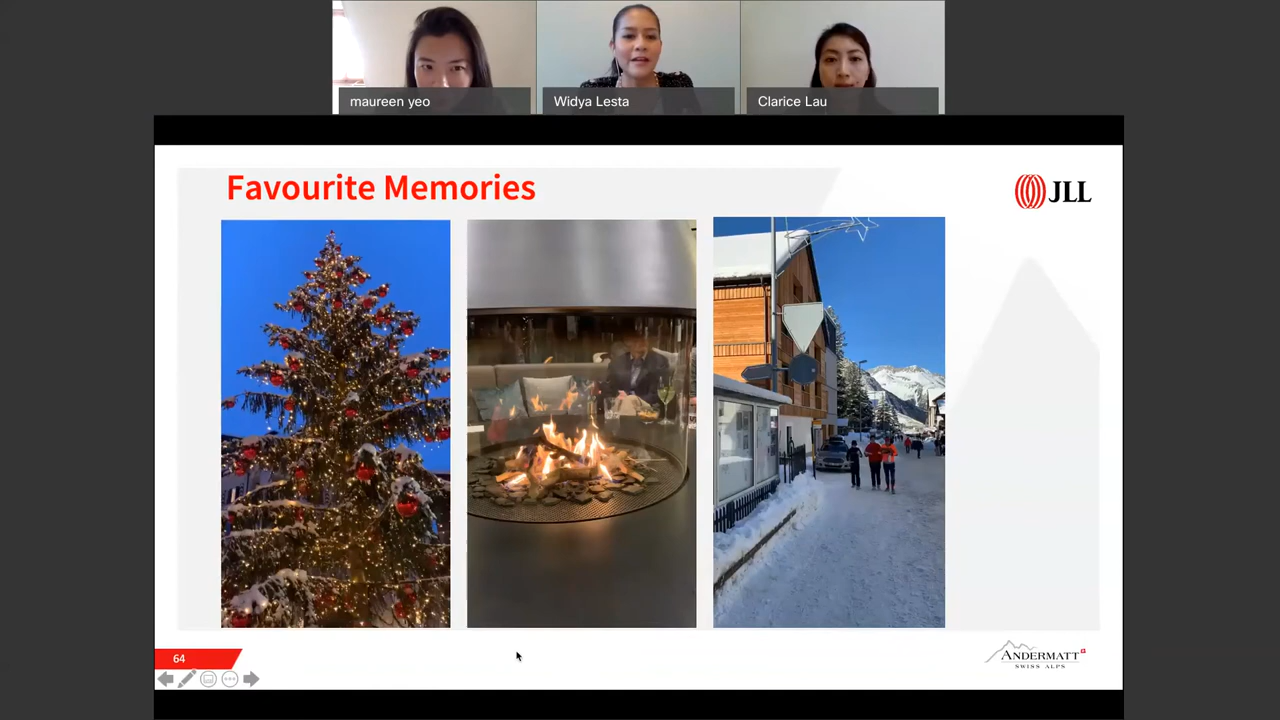 maureen yeo
Widya Lesta
Clarice Lau
Favourite Memories
JLL
64
ANDERMATT
SWISS ALPS